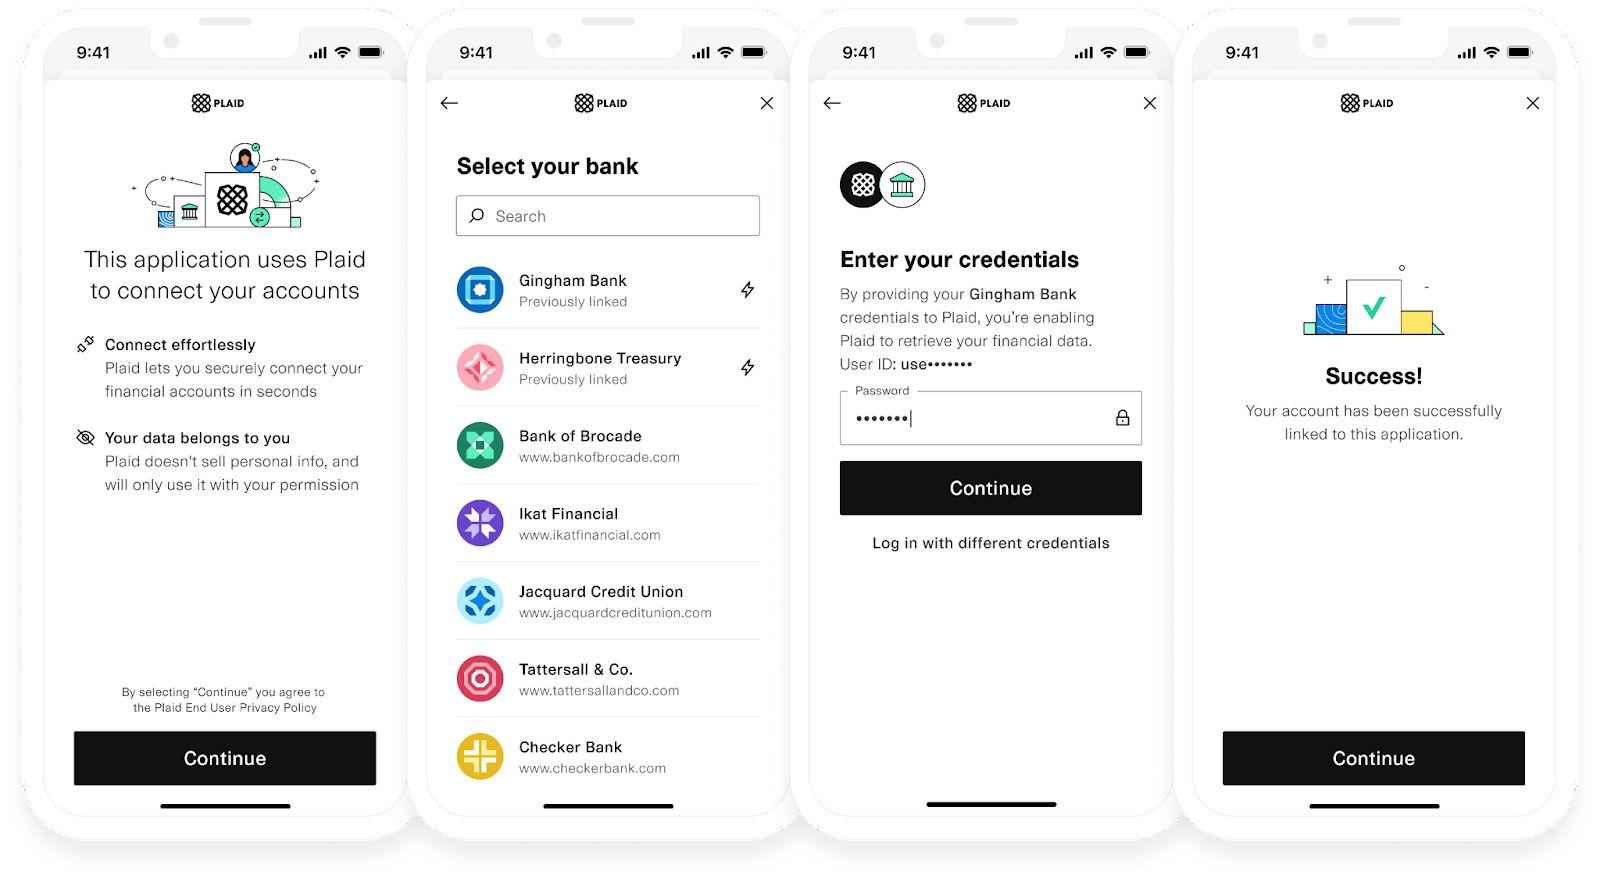 9:41
PLAID
This application uses Plaid
to connect your accounts
Connect effortlessly
Plaid lets you securely connect your
financial accounts in seconds
Your data belongs to you
Plaid doesn't sell personal info, and
will only use it with your permission
By selecting “Continue” you agree to
the Plaid End User Privacy Policy
Continue
9:41
PLAID
Select your bank
Search
Gingham Bank
Previously linked
Herringbone Treasury
Previously linked
Bank of Brocade
www.bankofbrocade.com
Ikat Financial
www.ikatfinancial.com
Jacquard Credit Union
www.jacquardcreditunion.com
Tattersall & Co.
www.tattersallandco.com
Checker Bank
www.checkerbank.com
9:41
PLAID
Enter your credentials
By providing your Gingham Bank
credentials to Plaid, you’re enabling
Plaid to retrieve your financial data.
User ID: use•••••••
Password
•••••••
Continue
Log in with different credentials
9:41
PLAID
Success!
Your account has been successfully
linked to this application.
Continue